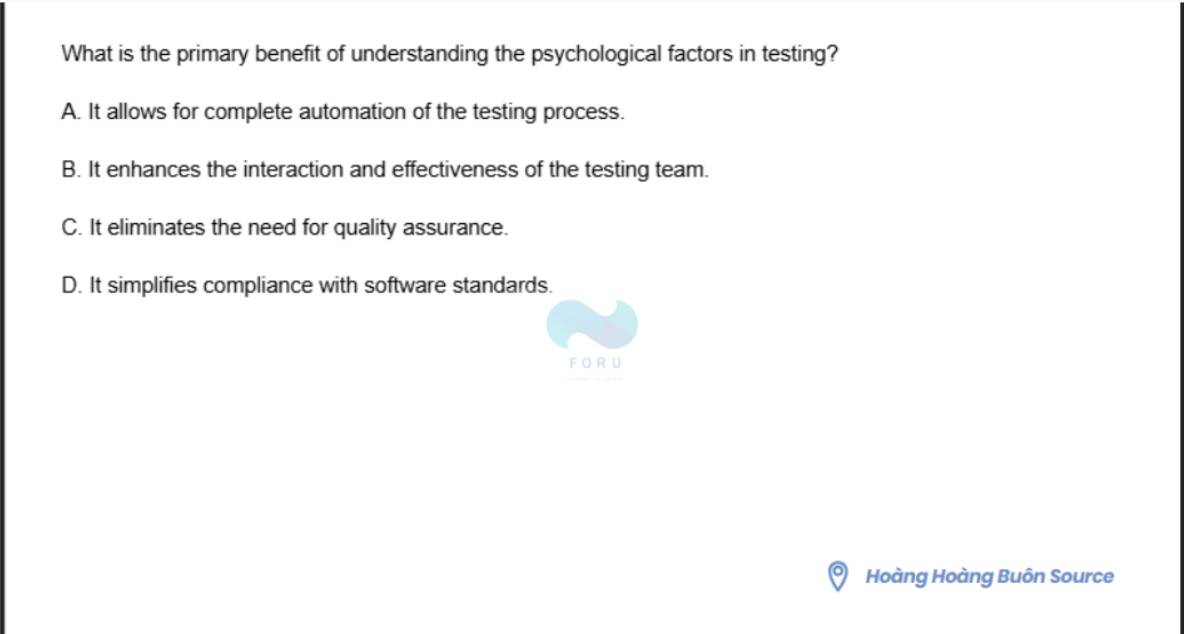 What is the primary benefit of understanding the psychological factors in testing?
A. It allows for complete automation of the testing process.
B. It enhances the interaction and effectiveness of the testing team.
C. It eliminates the need for quality assurance.
D. It simplifies compliance with software standards.
FORU
Hoàng Hoàng Buôn Source